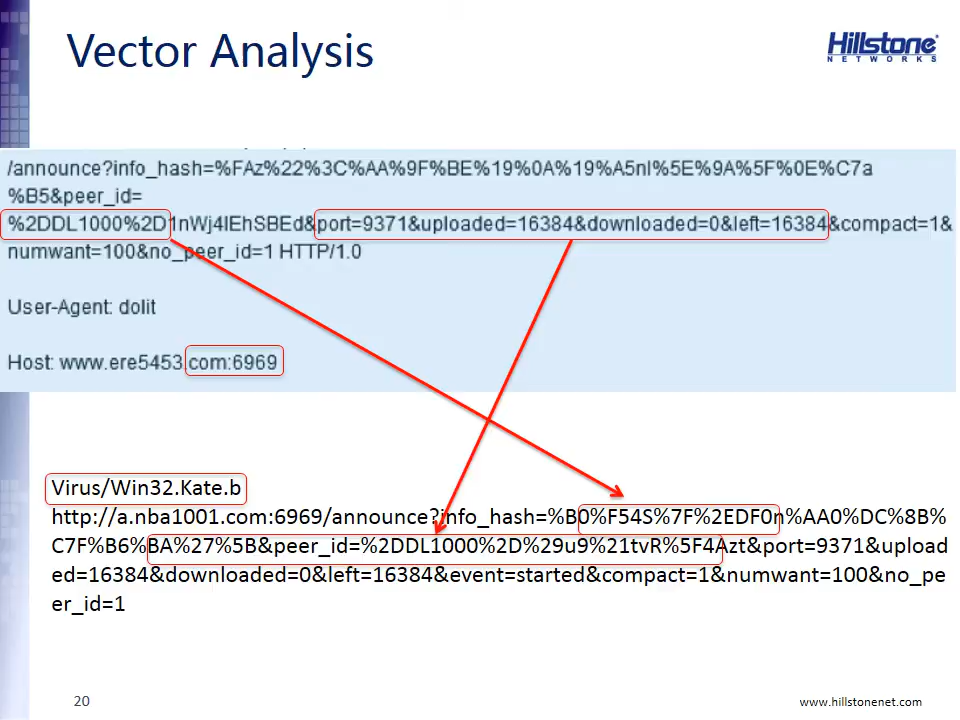 Vector Analysis
Hillstone
NETWORKS
/announce?info_hash=%FAz%22%3C%AA%9F%BE%19%0A%19%A5nI%5E%9A%5F%0E%C7a
%B5&peer_id=
%2DDL1000%2D1nWj4IEhSBEd&port=9371&uploaded=16384&downloaded=0&left=16384&compact=1&
numwant=100&no_peer_id=1 HTTP/1.0
User-Agent: dolit
Host: www.ere5453.com:6969
Virus/Win32.Kate.b
http://a.nba1001.com:6969/announce?info_hash=%B0%F54S%7F%2EDF0n%AA0%DC%8B%
C7F%B6%BA%27%5B&peer_id=%2DDL1000%2D%29u9%21tvR%5F4Azt&port=9371&upload
ed=16384&downloaded=0&left=16384&event=started&compact=1&numwant=100&no_pe
er_id=1
20
www.hillstonenet.com